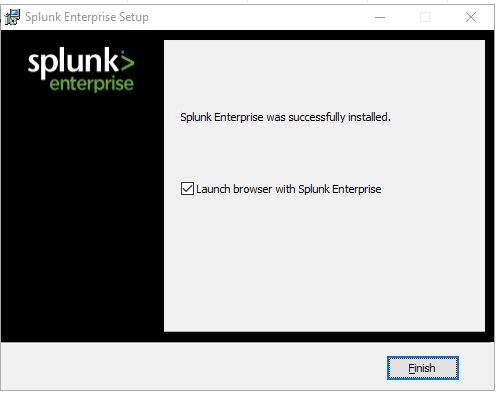 Splunk Enterprise Setup
splunk>
enterprise
Splunk Enterprise was successfully installed.
Launch browser with Splunk Enterprise
Finish